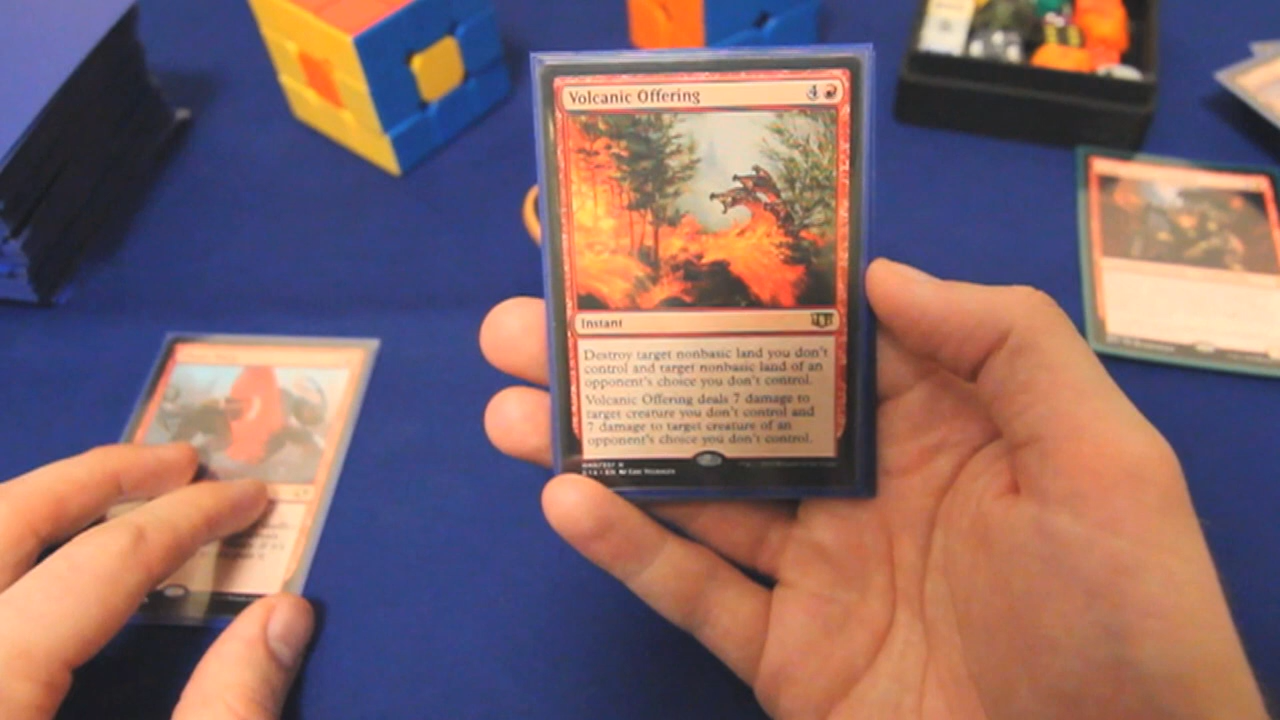 Volcanic Offering 4
Instant
Destroy target nonbasic land you don't
control and target nonbasic land of an
opponent's choice you don't control.
Volcanic Offering deals 7 damage to
target creature you don't control and
7 damage to target creature of an
opponent's choice you don't control.